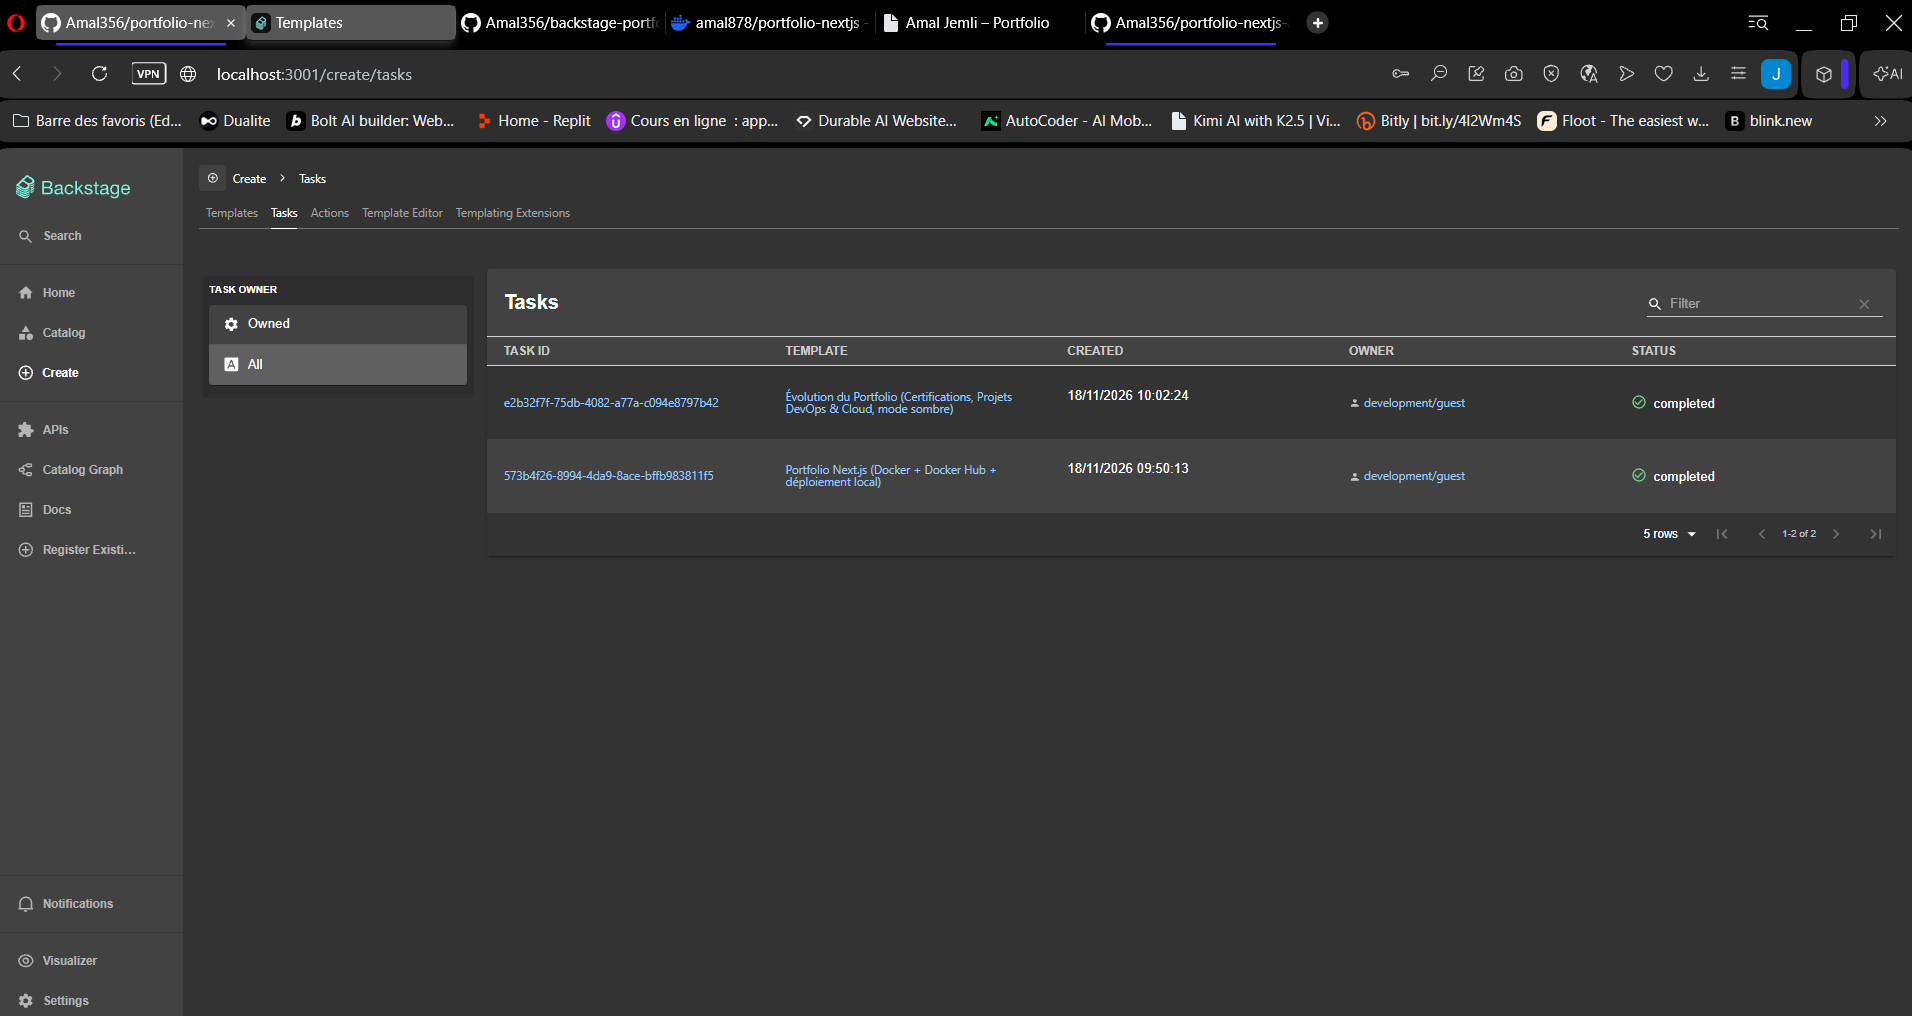 Amal356/portfolio-nex
Templates
Amal356/backstage-portf
amal878/portfolio-nextjs -
Amal Jemli – Portfolio
Amal356/portfolio-nextjs-
VPN
localhost:3001/create/tasks
J
AI
Barre des favoris (Ed...
Dualite
Bolt AI builder: Web...
Home - Replit
Cours en ligne : app...
Durable AI Website...
AutoCoder - AI Mob...
Kimi AI with K2.5 | Vi...
Bitly | bit.ly/4l2Wm4S
Floot - The easiest w...
blink.new
Backstage
Search
Home
Catalog
Create
APIs
Catalog Graph
Docs
Register Existi...
Notifications
Visualizer
Settings
Create > Tasks
Templates Tasks Actions Template Editor Templating Extensions
TASK OWNER
Owned
All
Tasks
Filter
TASK ID TEMPLATE CREATED OWNER STATUS
e2b32f7f-75db-4082-a77a-c094e8797b42
Évolution du Portfolio (Certifications, Projets
DevOps & Cloud, mode sombre)
18/11/2026 10:02:24
development/guest
completed
573b4f26-8994-4da9-8ace-bffb983811f5
Portfolio Next.js (Docker + Docker Hub +
déploiement local)
18/11/2026 09:50:13
development/guest
completed
5 rows
1-2 of 2